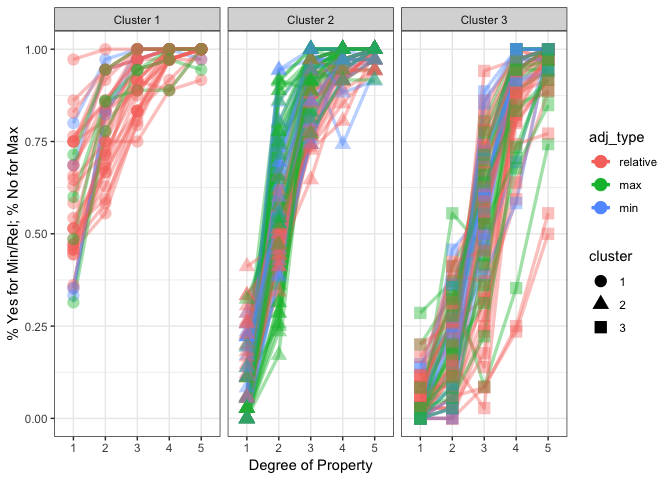 Cluster 1 Cluster 2 Cluster 3
% Yes for Min/Rel; % No for Max
1.00
0.75
0.50
0.25
0.00
1 2 3 4 5 1 2 3 4 5 1 2 3 4 5
Degree of Property
adj_type
relative
max
min
cluster
1
2
3